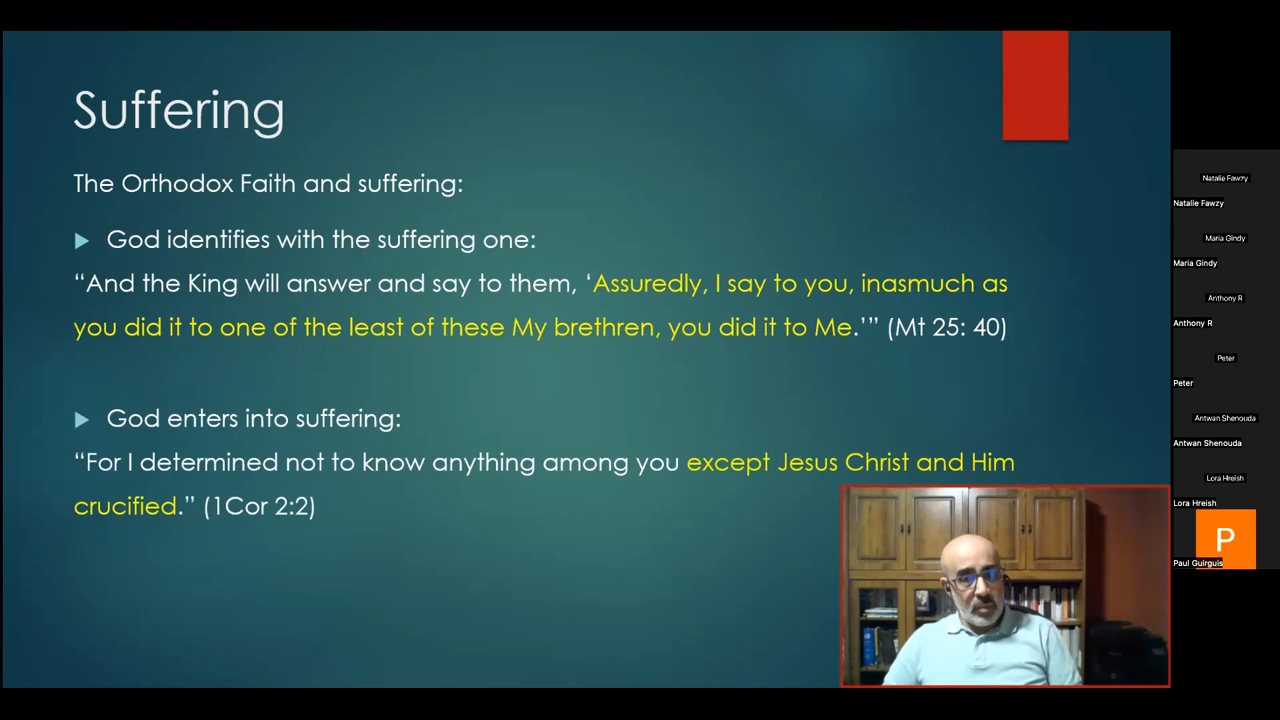 Suffering
The Orthodox Faith and suffering:
God identifies with the suffering one:
“And the King will answer and say to them, ‘Assuredly, I say to you, inasmuch as
you did it to one of the least of these My brethren, you did it to Me.’” (Mt 25: 40)
God enters into suffering:
“For I determined not to know anything among you except Jesus Christ and Him
crucified.” (1Cor 2:2)
Natalie Fawzy
Natalie Fawzy
Maria Gindy
Maria Gindy
Anthony R
Anthony R
Peter
Peter
Antwan Shenouda
Antwan Shenouda
Lora Hreish
Lora Hreish
P
Paul Guirguis